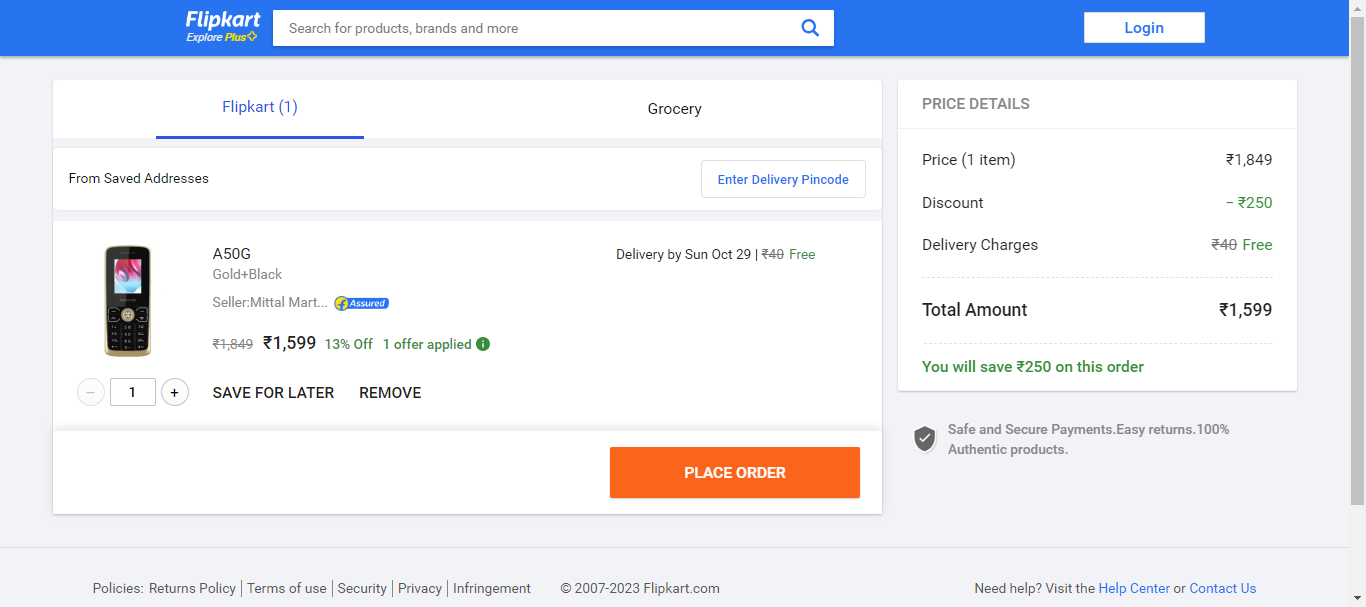 Flipkart
Explore Plus
Search for products, brands and more
Login
Flipkart (1)
Grocery
From Saved Addresses
Enter Delivery Pincode
A50G
Gold+Black
Seller:Mittal Mart...
Assured
Delivery by Sun Oct 29 | ₹40 Free
₹1,849 ₹1,599 13% Off 1 offer applied
1
SAVE FOR LATER
REMOVE
PLACE ORDER
PRICE DETAILS
Price (1 item) ₹1,849
Discount − ₹250
Delivery Charges ₹40 Free
Total Amount ₹1,599
You will save ₹250 on this order
Safe and Secure Payments.Easy returns.100%
Authentic products.
Policies: Returns Policy | Terms of use | Security | Privacy | Infringement
© 2007-2023 Flipkart.com
Need help? Visit the Help Center or Contact Us